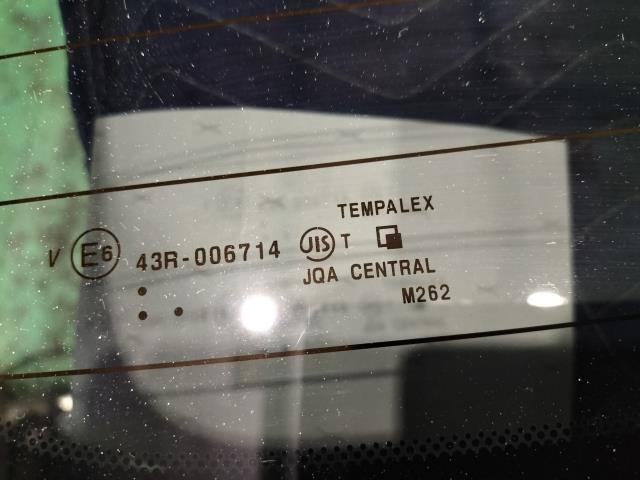 TEMPALEX
V E6 43R-006714 JIS T
JQA CENTRAL
M262